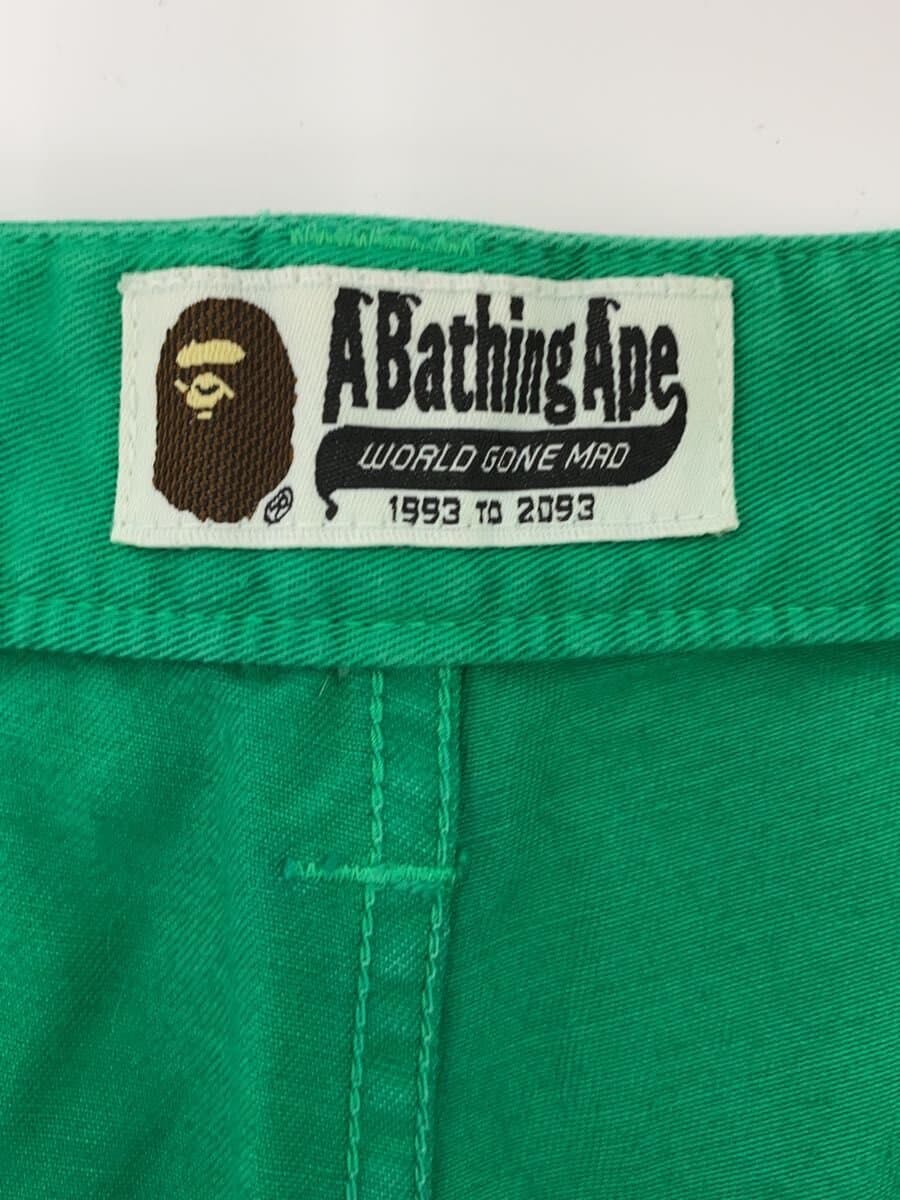 A Bathing Ape
WORLD GONE MAD
1993 TO 2093